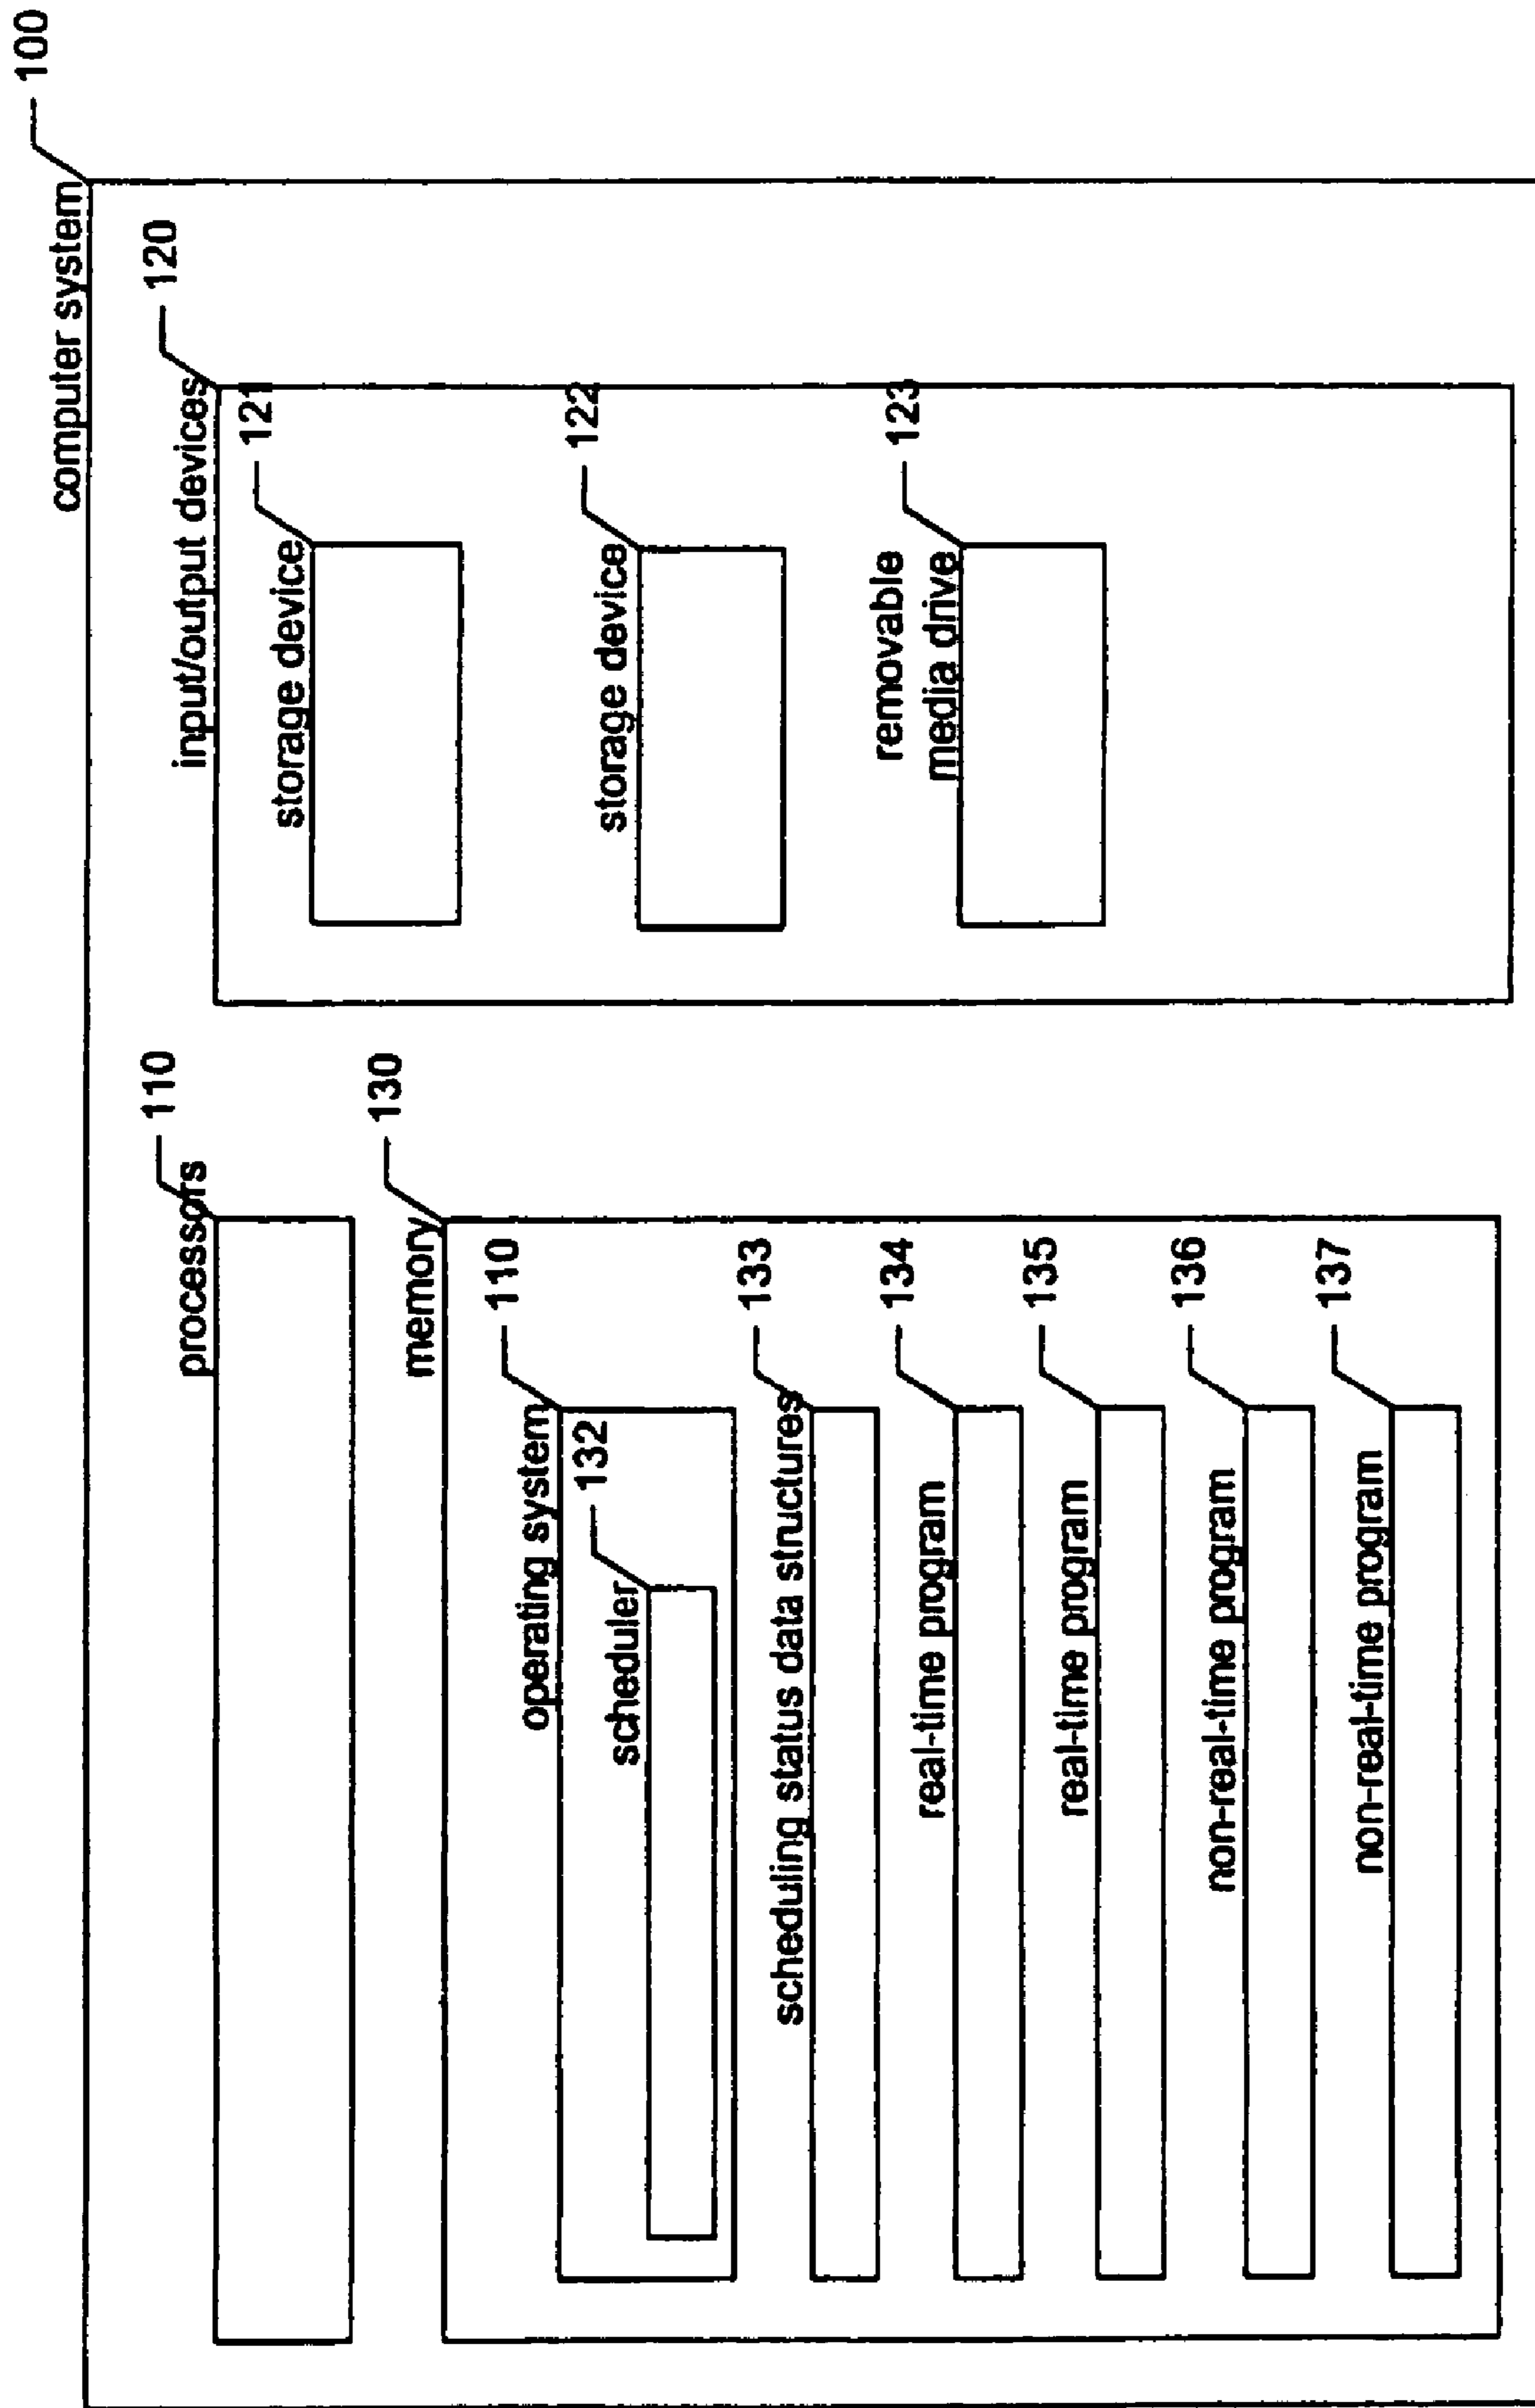 computer system
100
processors
110
memory
130
operating system
110
scheduler
132
scheduling status data structures
133
real-time program
134
real-time program
135
non-real-time program
136
non-real-time program
137
input/output devices
120
storage device
121
storage device
122
removable
media drive
123